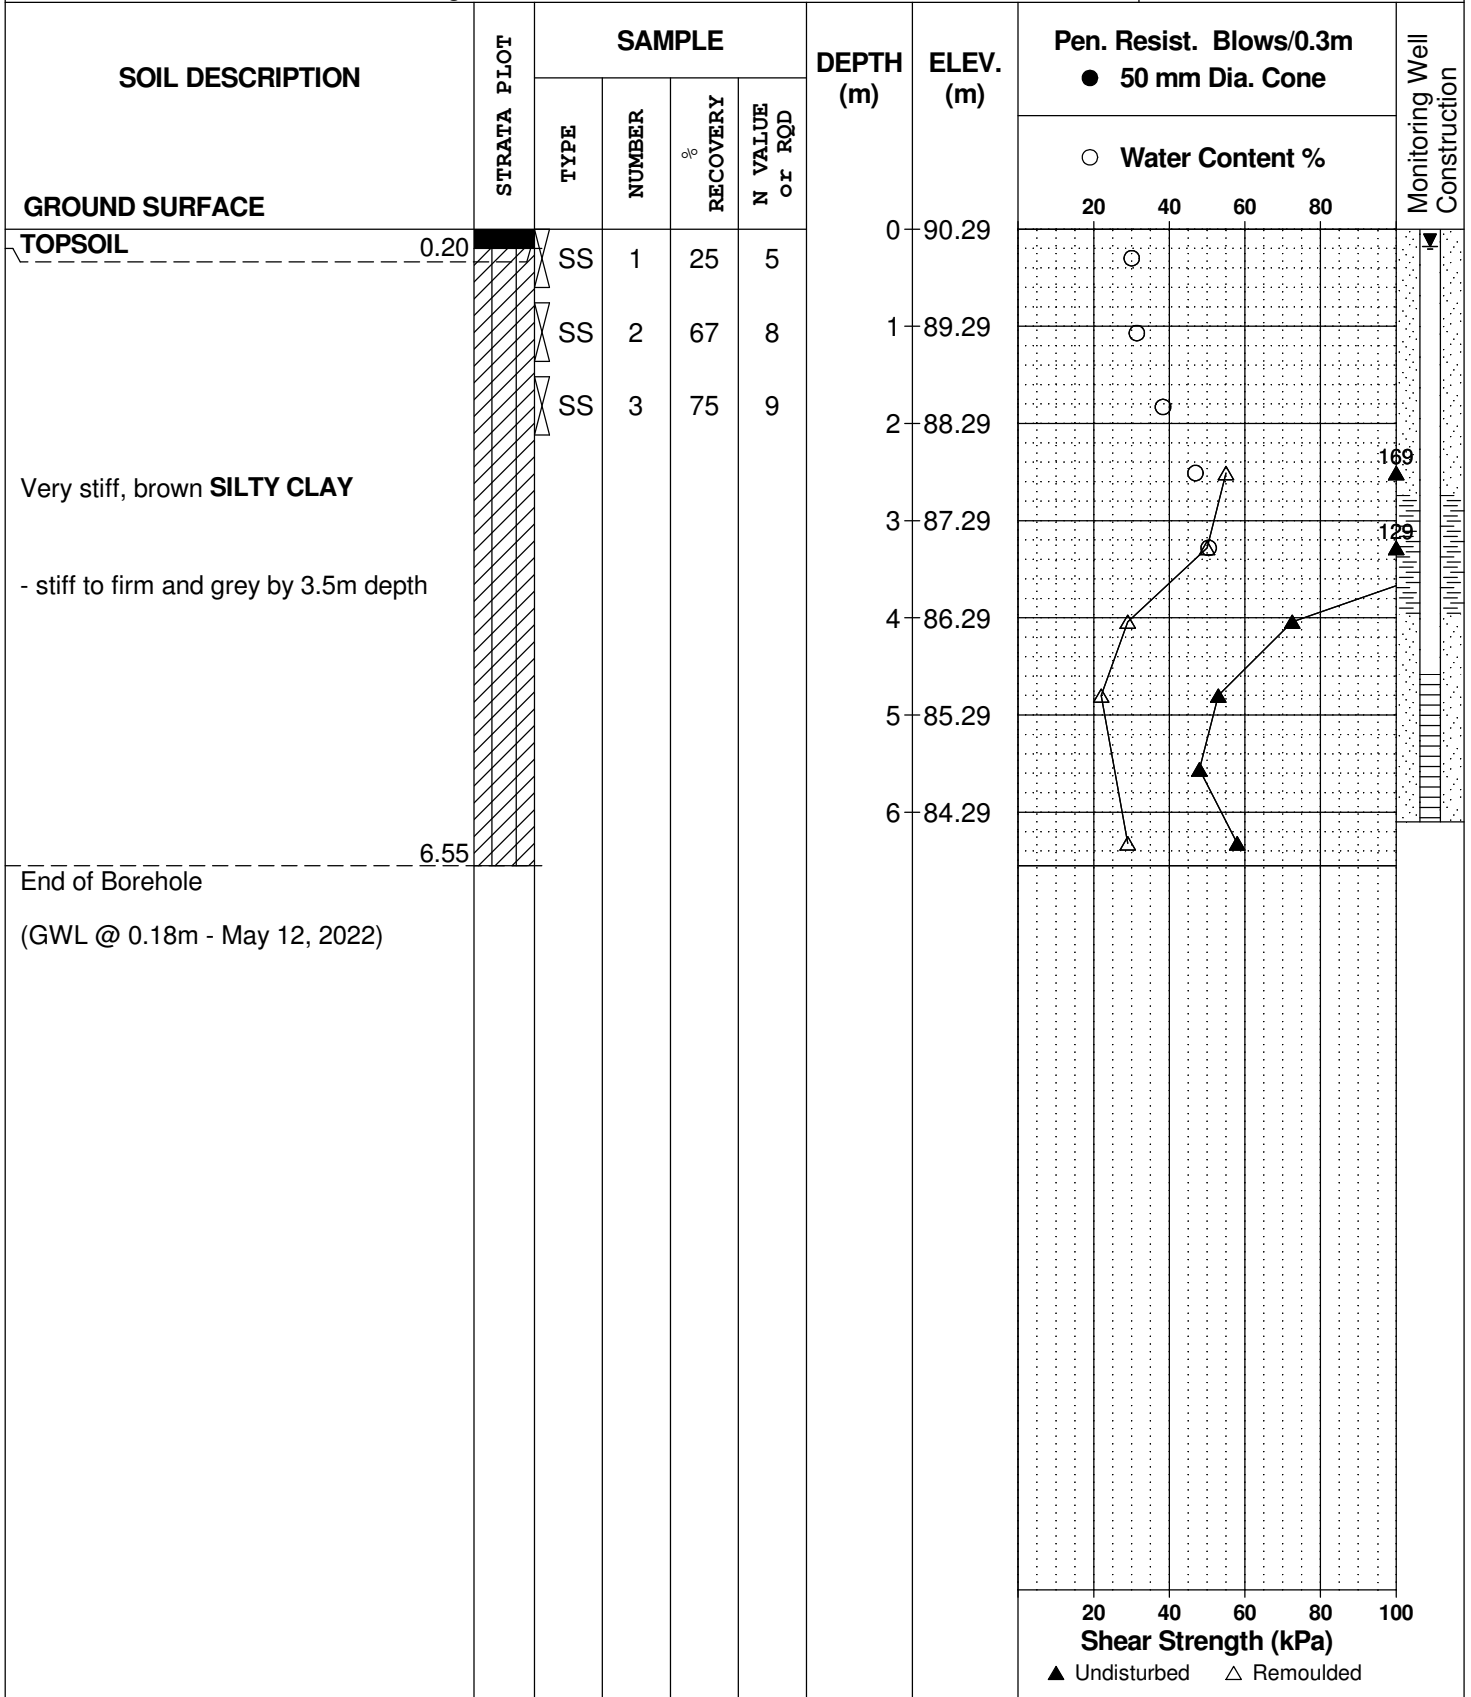 SOIL DESCRIPTION
GROUND SURFACE
STRATA PLOT
SAMPLE
TYPE
NUMBER
%
RECOVERY
N VALUE
or RQD
DEPTH
(m)
ELEV.
(m)
Pen. Resist. Blows/0.3m
● 50 mm Dia. Cone
○ Water Content %
20 40 60 80
Monitoring Well
Construction
TOPSOIL 0.20
SS 1 25 5
SS 2 67 8
SS 3 75 9
Very stiff, brown SILTY CLAY
- stiff to firm and grey by 3.5m depth
6.55
End of Borehole
(GWL @ 0.18m - May 12, 2022)
0 90.29
1 89.29
2 88.29
3 87.29
4 86.29
5 85.29
6 84.29
169
129
20 40 60 80 100
Shear Strength (kPa)
▲ Undisturbed △ Remoulded